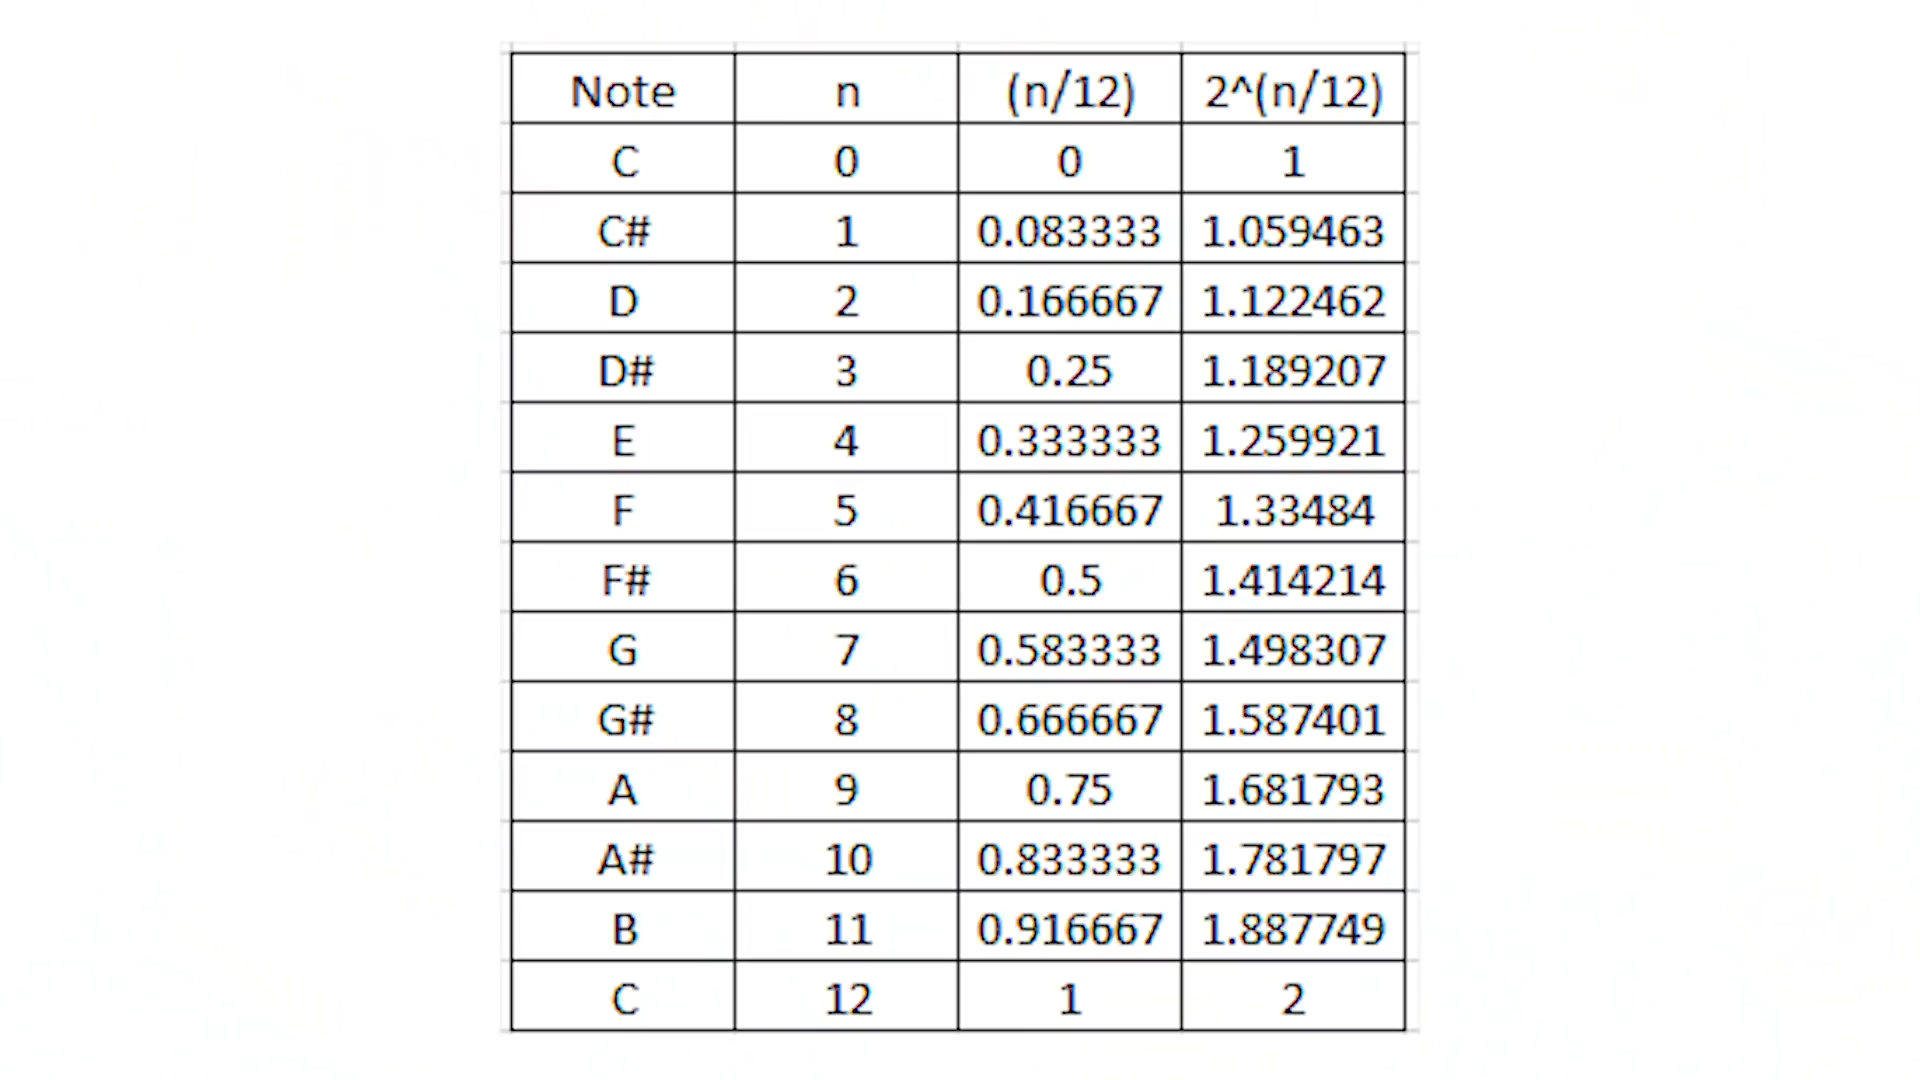 Note n (n/12) 2^(n/12)
C 0 0 1
C# 1 0.083333 1.059463
D 2 0.166667 1.122462
D# 3 0.25 1.189207
E 4 0.333333 1.259921
F 5 0.416667 1.33484
F# 6 0.5 1.414214
G 7 0.583333 1.498307
G# 8 0.666667 1.587401
A 9 0.75 1.681793
A# 10 0.833333 1.781797
B 11 0.916667 1.887749
C 12 1 2